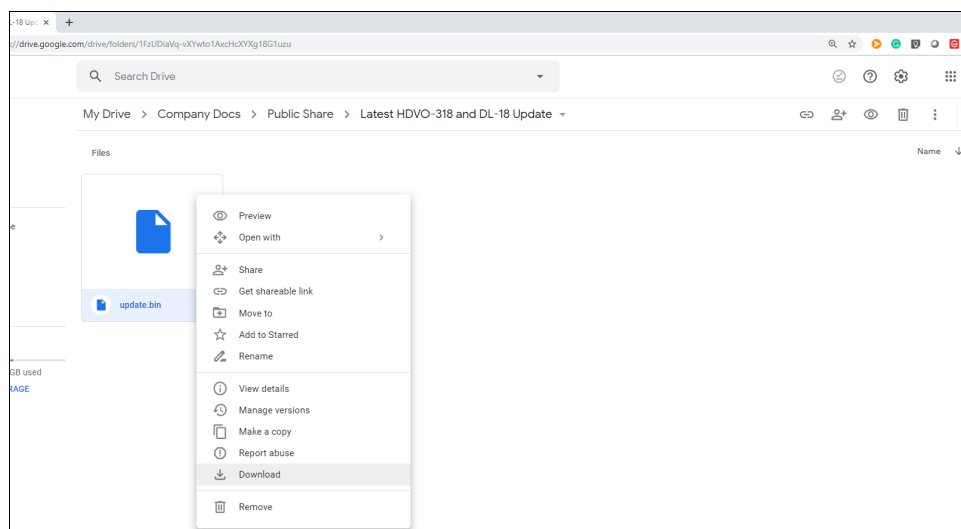 -18 Up
://drive.google.com/drive/folders/1FzUDiaVq-vXYwto1AxcHcXYXg18G1uzu
Search Drive
My Drive > Company Docs > Public Share > Latest HDVO-318 and DL-18 Update
Files
Name
update.bin
Preview
Open with
Share
Get shareable link
Move to
Add to Starred
Rename
View details
Manage versions
Make a copy
Report abuse
Download
Remove
e
GB used
RAGE